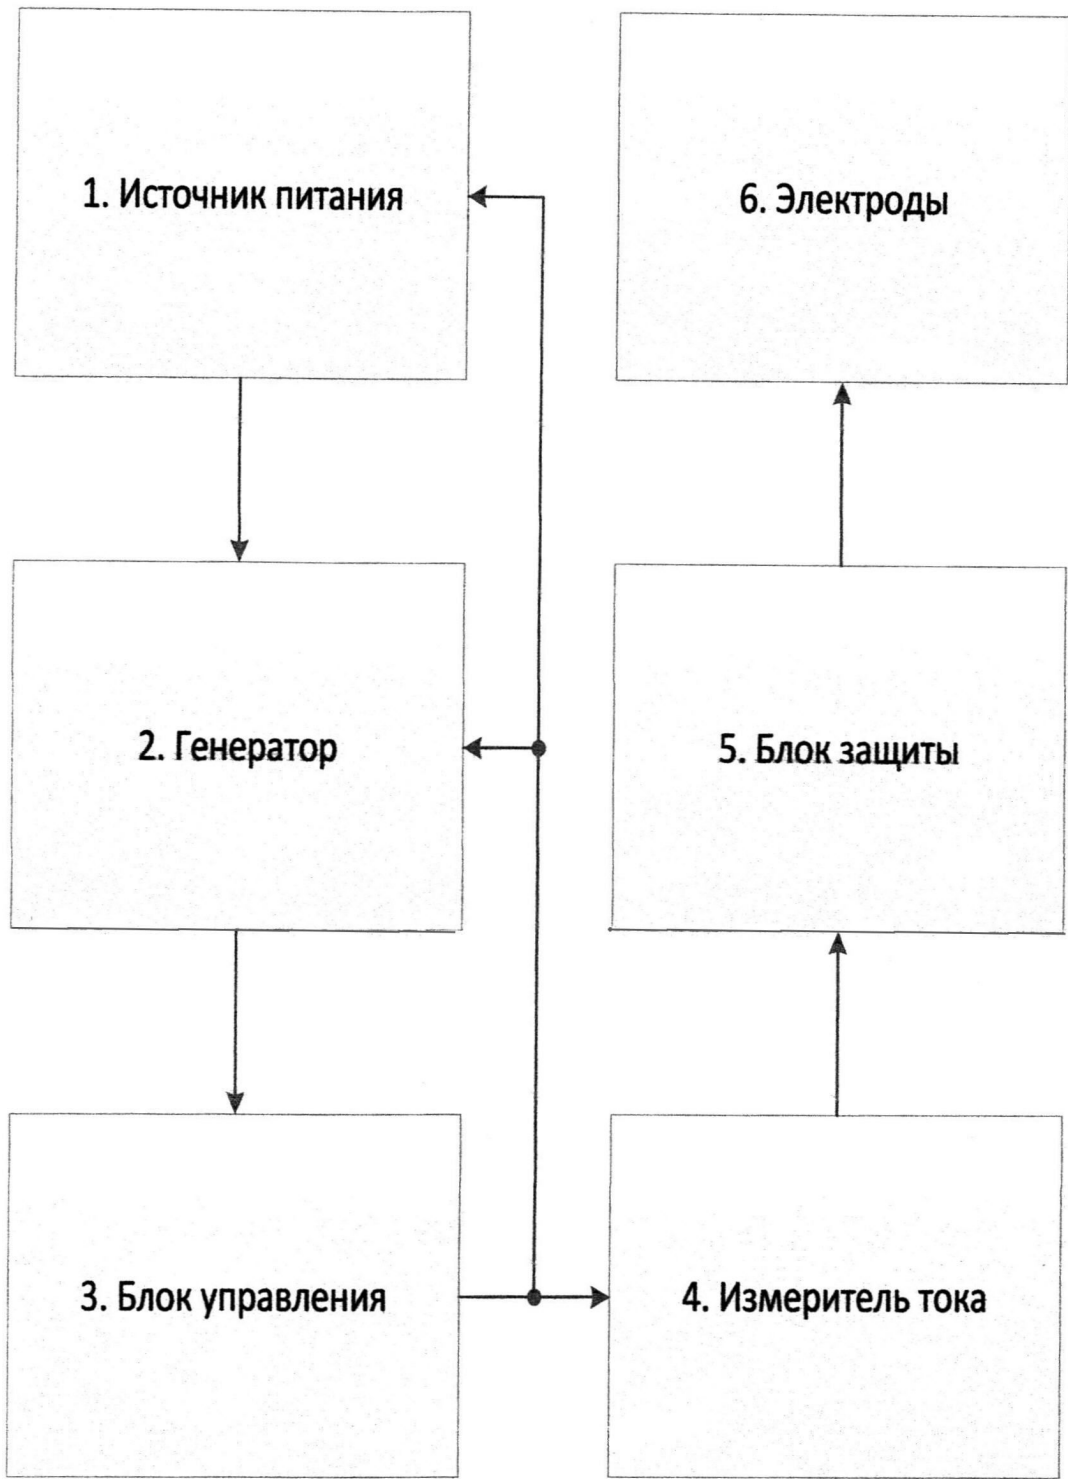 1. Источник питания
6. Электроды
2. Генератор
5. Блок защиты
3. Блок управления
4. Измеритель тока